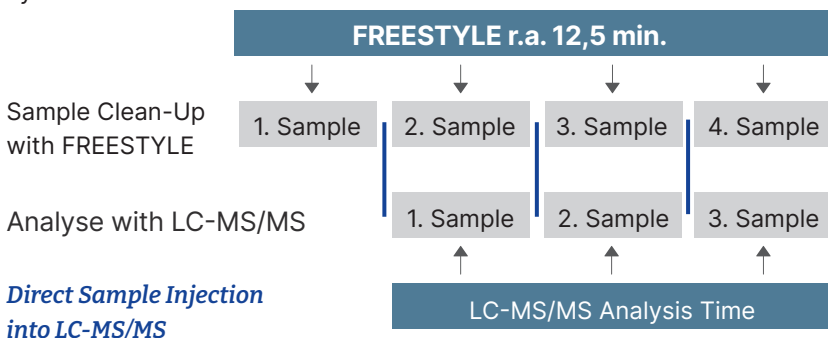 FREESTYLE r.a. 12,5 min.
Sample Clean-Up
with FREESTYLE
1. Sample
2. Sample
3. Sample
4. Sample
Analyse with LC-MS/MS
1. Sample
2. Sample
3. Sample
Direct Sample Injection
into LC-MS/MS
LC-MS/MS Analysis Time